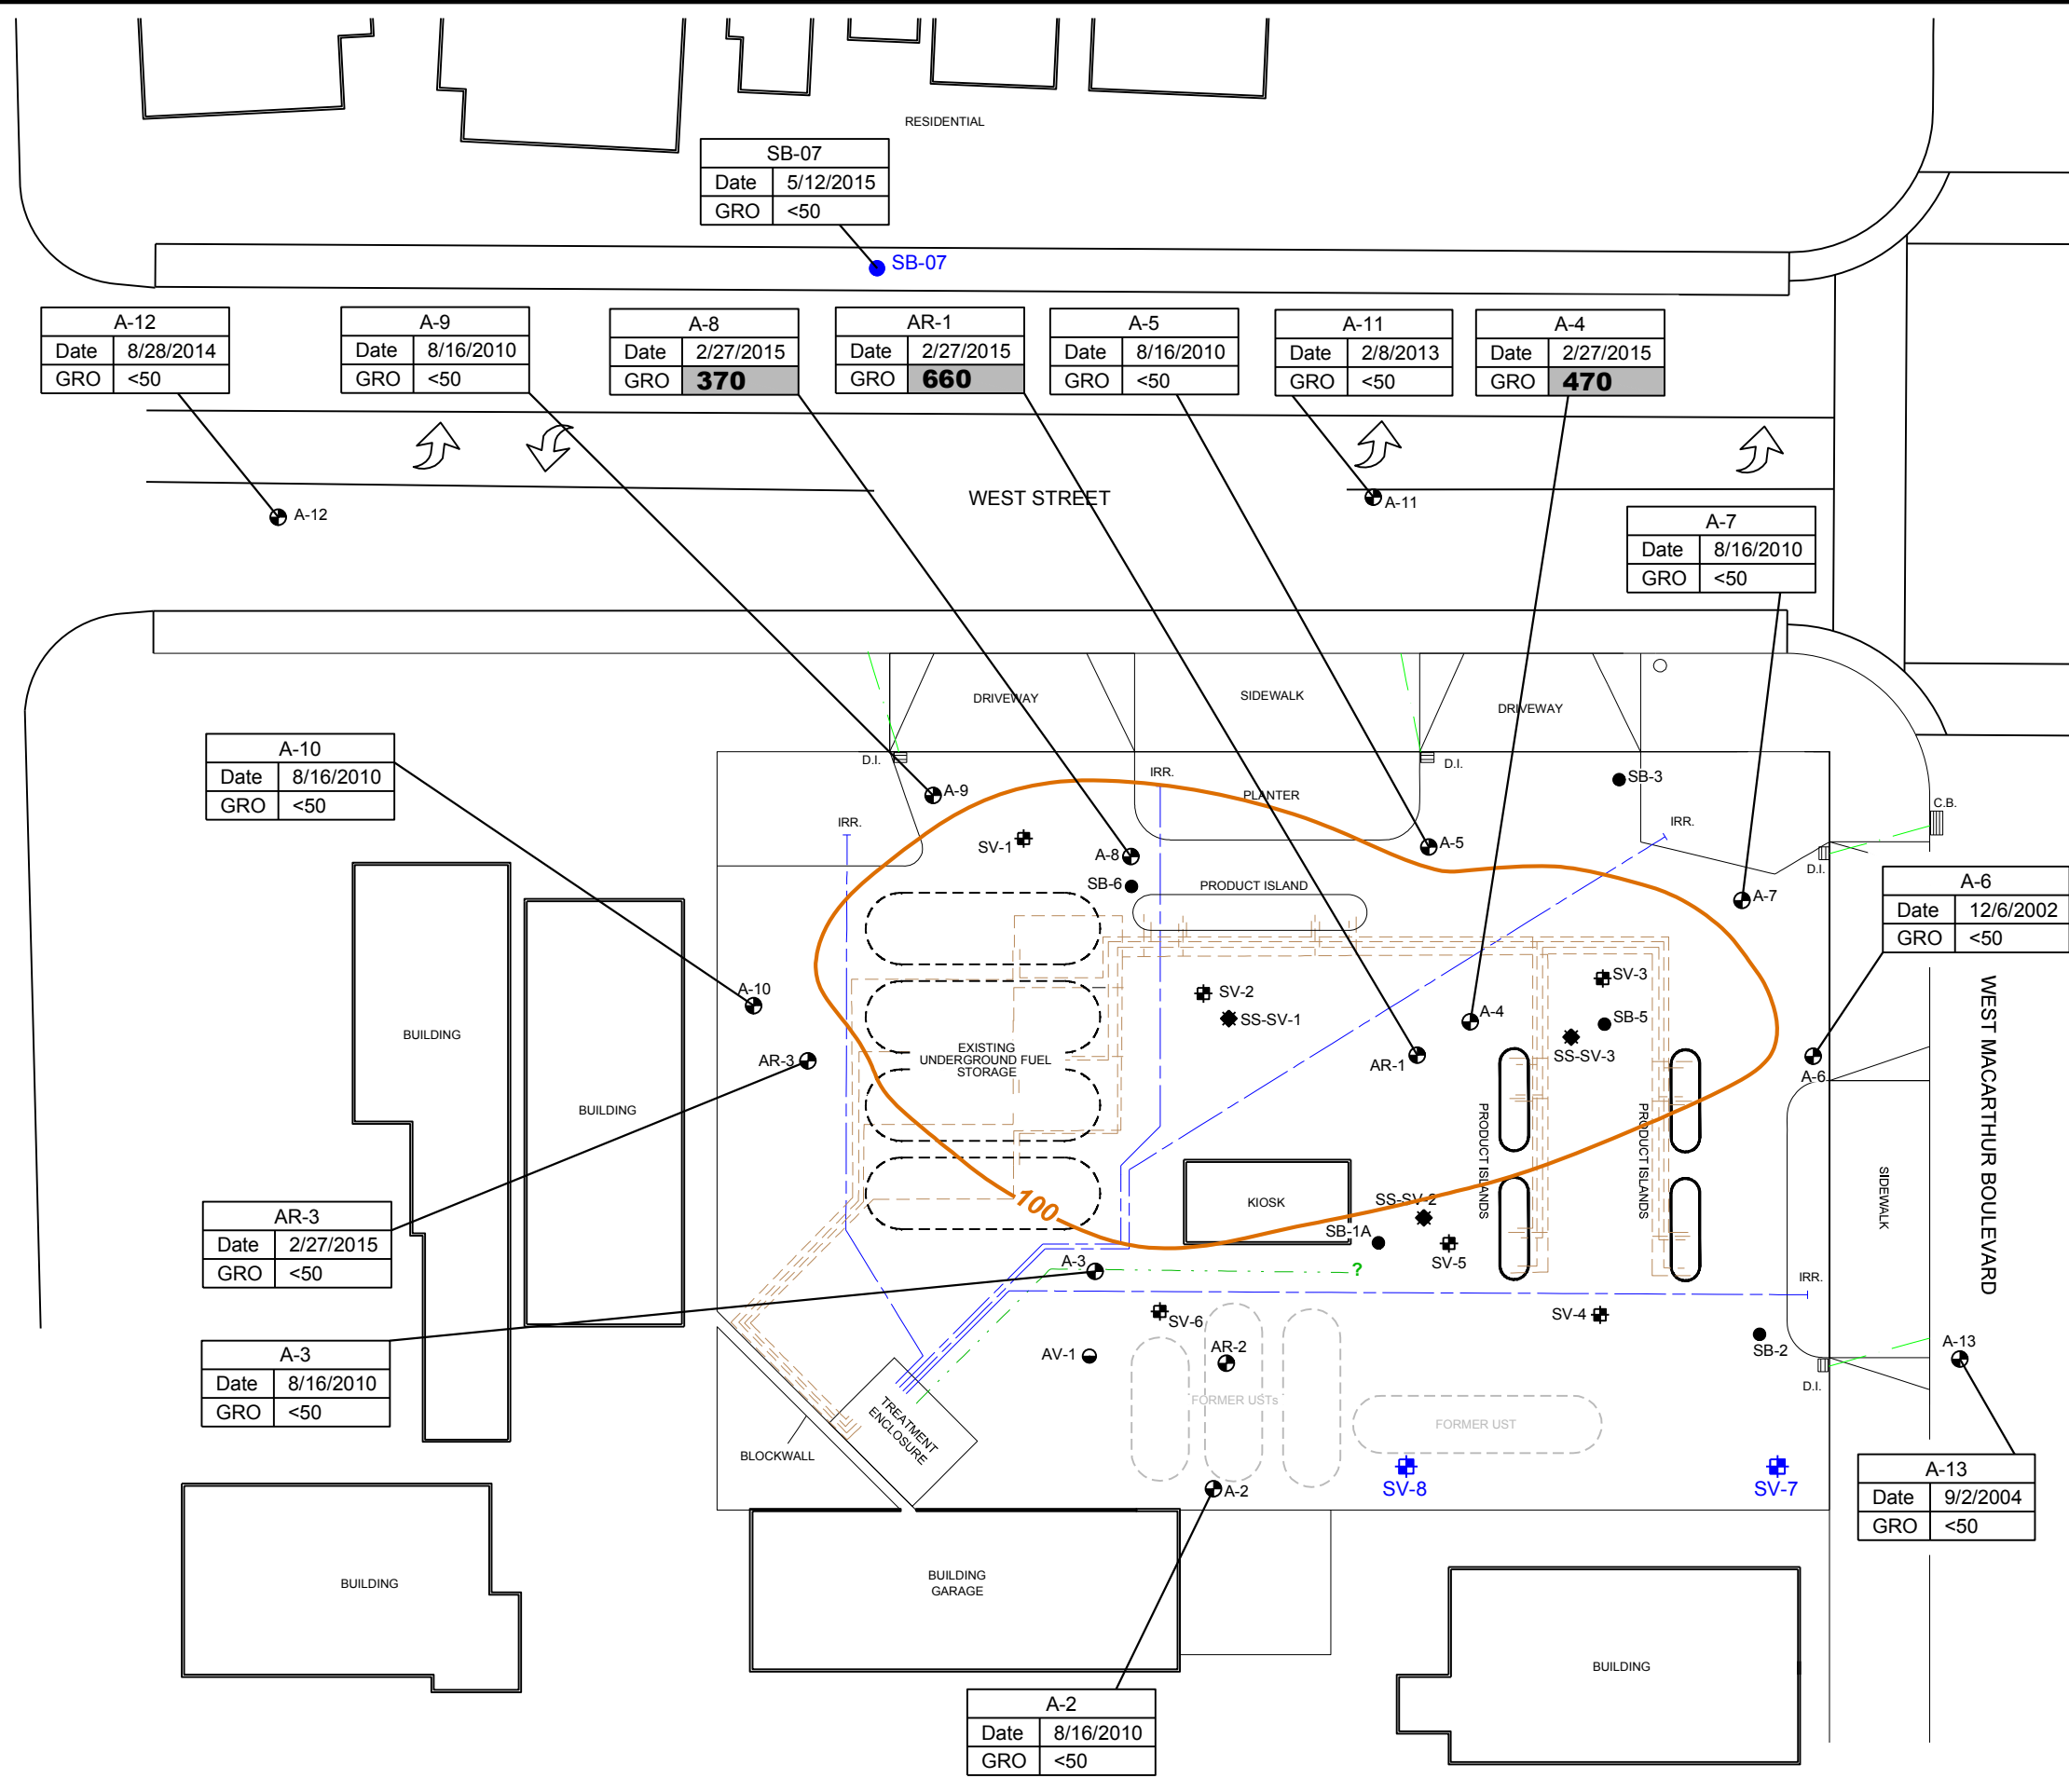 RESIDENTIAL
SB-07
Date 5/12/2015
GRO <50
SB-07
A-12
Date 8/28/2014
GRO <50
A-9
Date 8/16/2010
GRO <50
A-8
Date 2/27/2015
GRO 370
AR-1
Date 2/27/2015
GRO 660
A-5
Date 8/16/2010
GRO <50
A-11
Date 2/8/2013
GRO <50
A-4
Date 2/27/2015
GRO 470
WEST STREET
A-12
A-11
A-7
Date 8/16/2010
GRO <50
DRIVEWAY
SIDEWALK
DRIVEWAY
A-10
Date 8/16/2010
GRO <50
D.I.
D.I.
IRR.
SB-3
A-9
PLANTER
C.B.
IRR.
IRR.
SV-1
A-8
A-5
D.I.
SB-6
PRODUCT ISLAND
A-7
A-6
Date 12/6/2002
GRO <50
A-10
SV-2
SV-3
SS-SV-1
A-4
SB-5
BUILDING
EXISTING
UNDERGROUND FUEL
STORAGE
AR-3
AR-1
SS-SV-3
A-6
BUILDING
PRODUCT ISLANDS
PRODUCT ISLANDS
WEST MACARTHUR BOULEVARD
SIDEWALK
100
KIOSK
SS-SV-2
SB-1A
SV-5
AR-3
Date 2/27/2015
GRO <50
A-3
?
IRR.
SV-6
SV-4
A-3
Date 8/16/2010
GRO <50
AV-1
AR-2
SB-2
A-13
D.I.
FORMER USTs
FORMER UST
TREATMENT
ENCLOSURE
BLOCKWALL
A-2
SV-8
SV-7
A-13
Date 9/2/2004
GRO <50
BUILDING
BUILDING
GARAGE
BUILDING
A-2
Date 8/16/2010
GRO <50